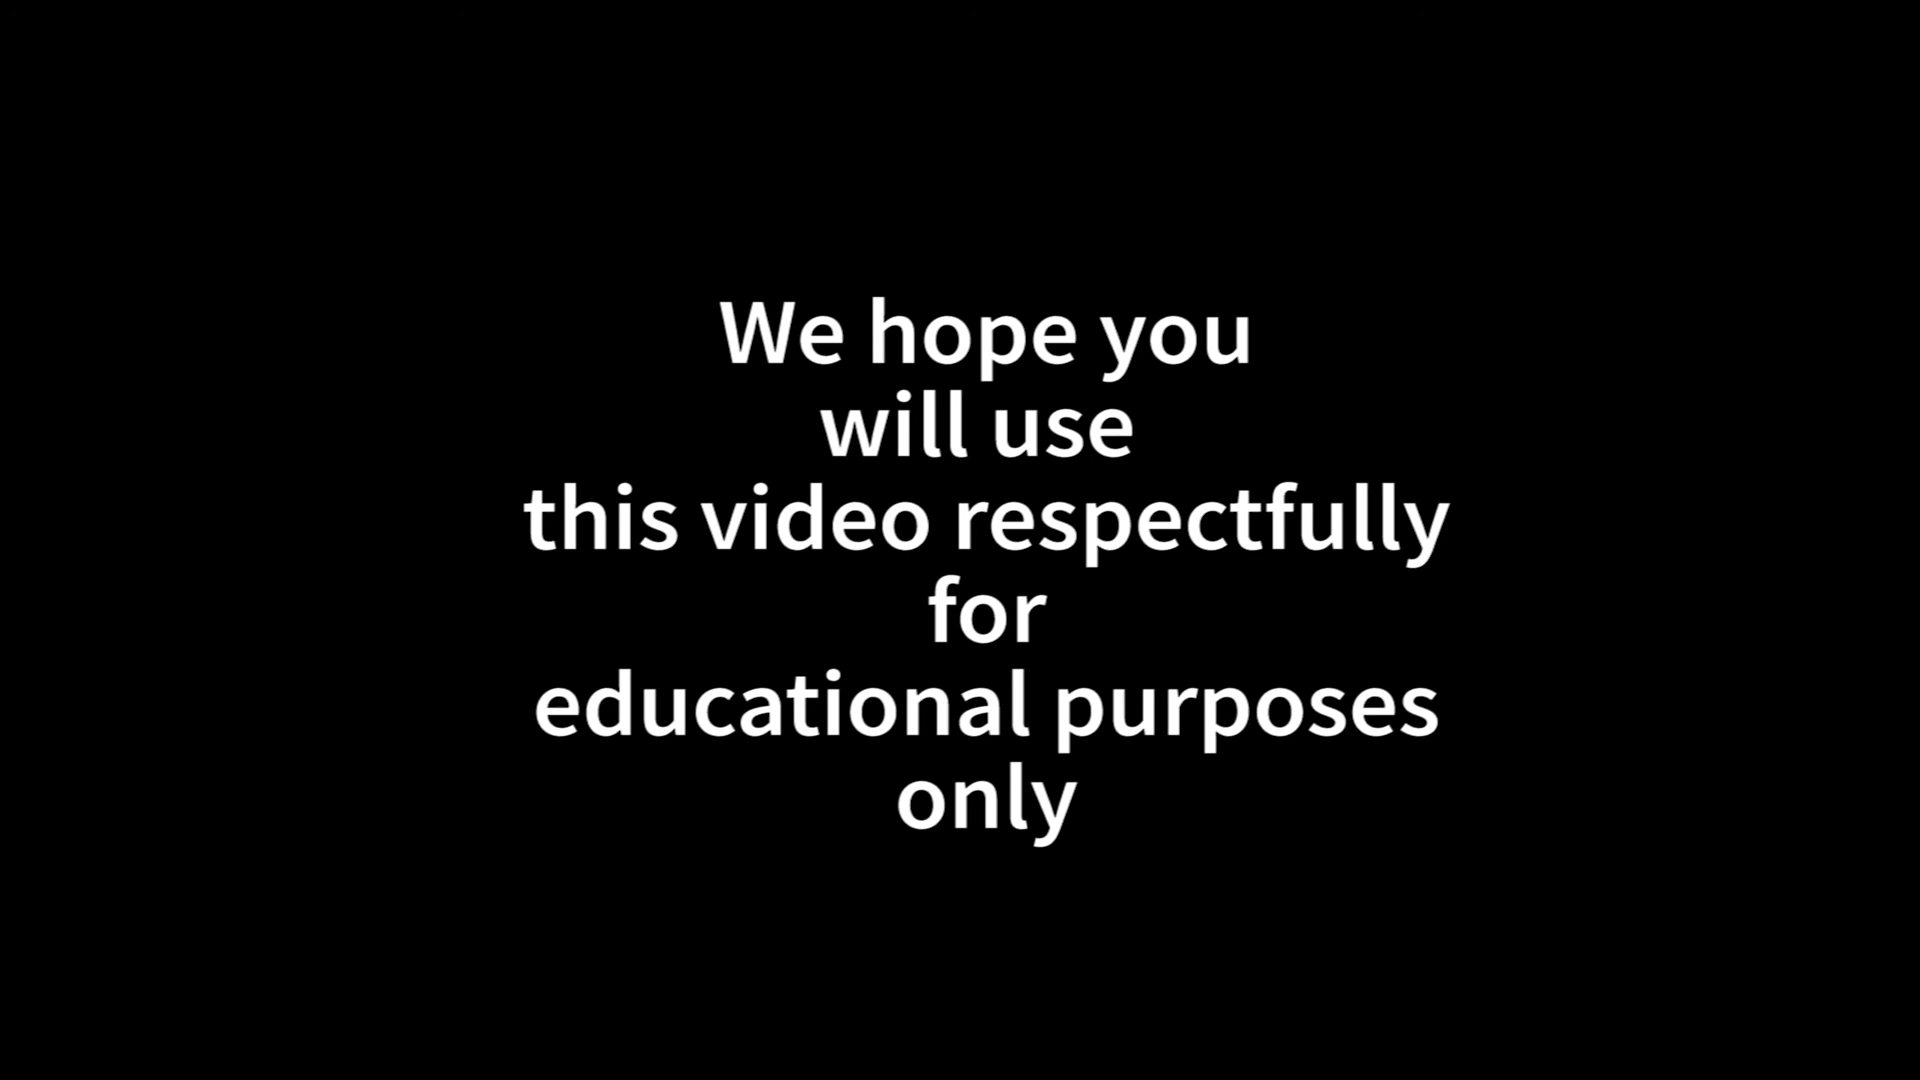 We hope you
will use
this video respectfully
for
educational purposes
only